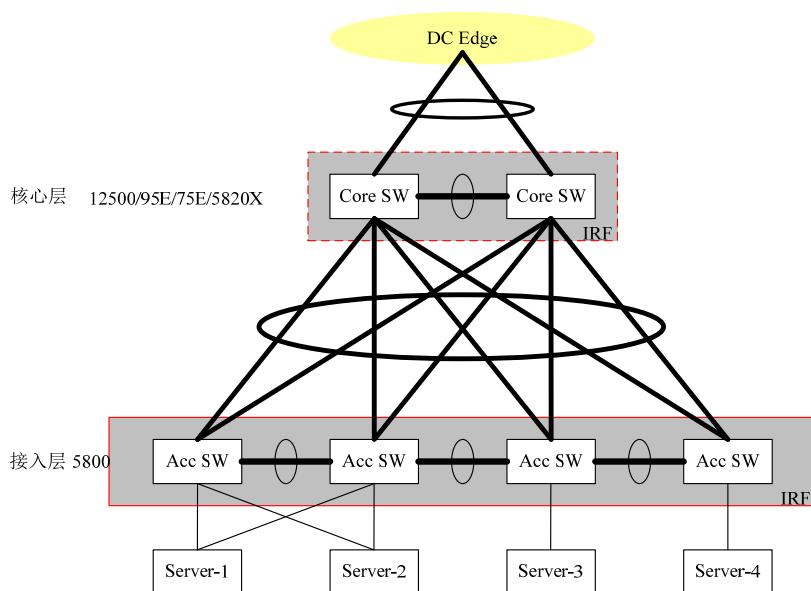 DC Edge
核心层 12500/95E/75E/5820X
Core SW
Core SW
IRF
接入层 5800
Acc SW
Acc SW
Acc SW
Acc SW
IRF
Server-1
Server-2
Server-3
Server-4